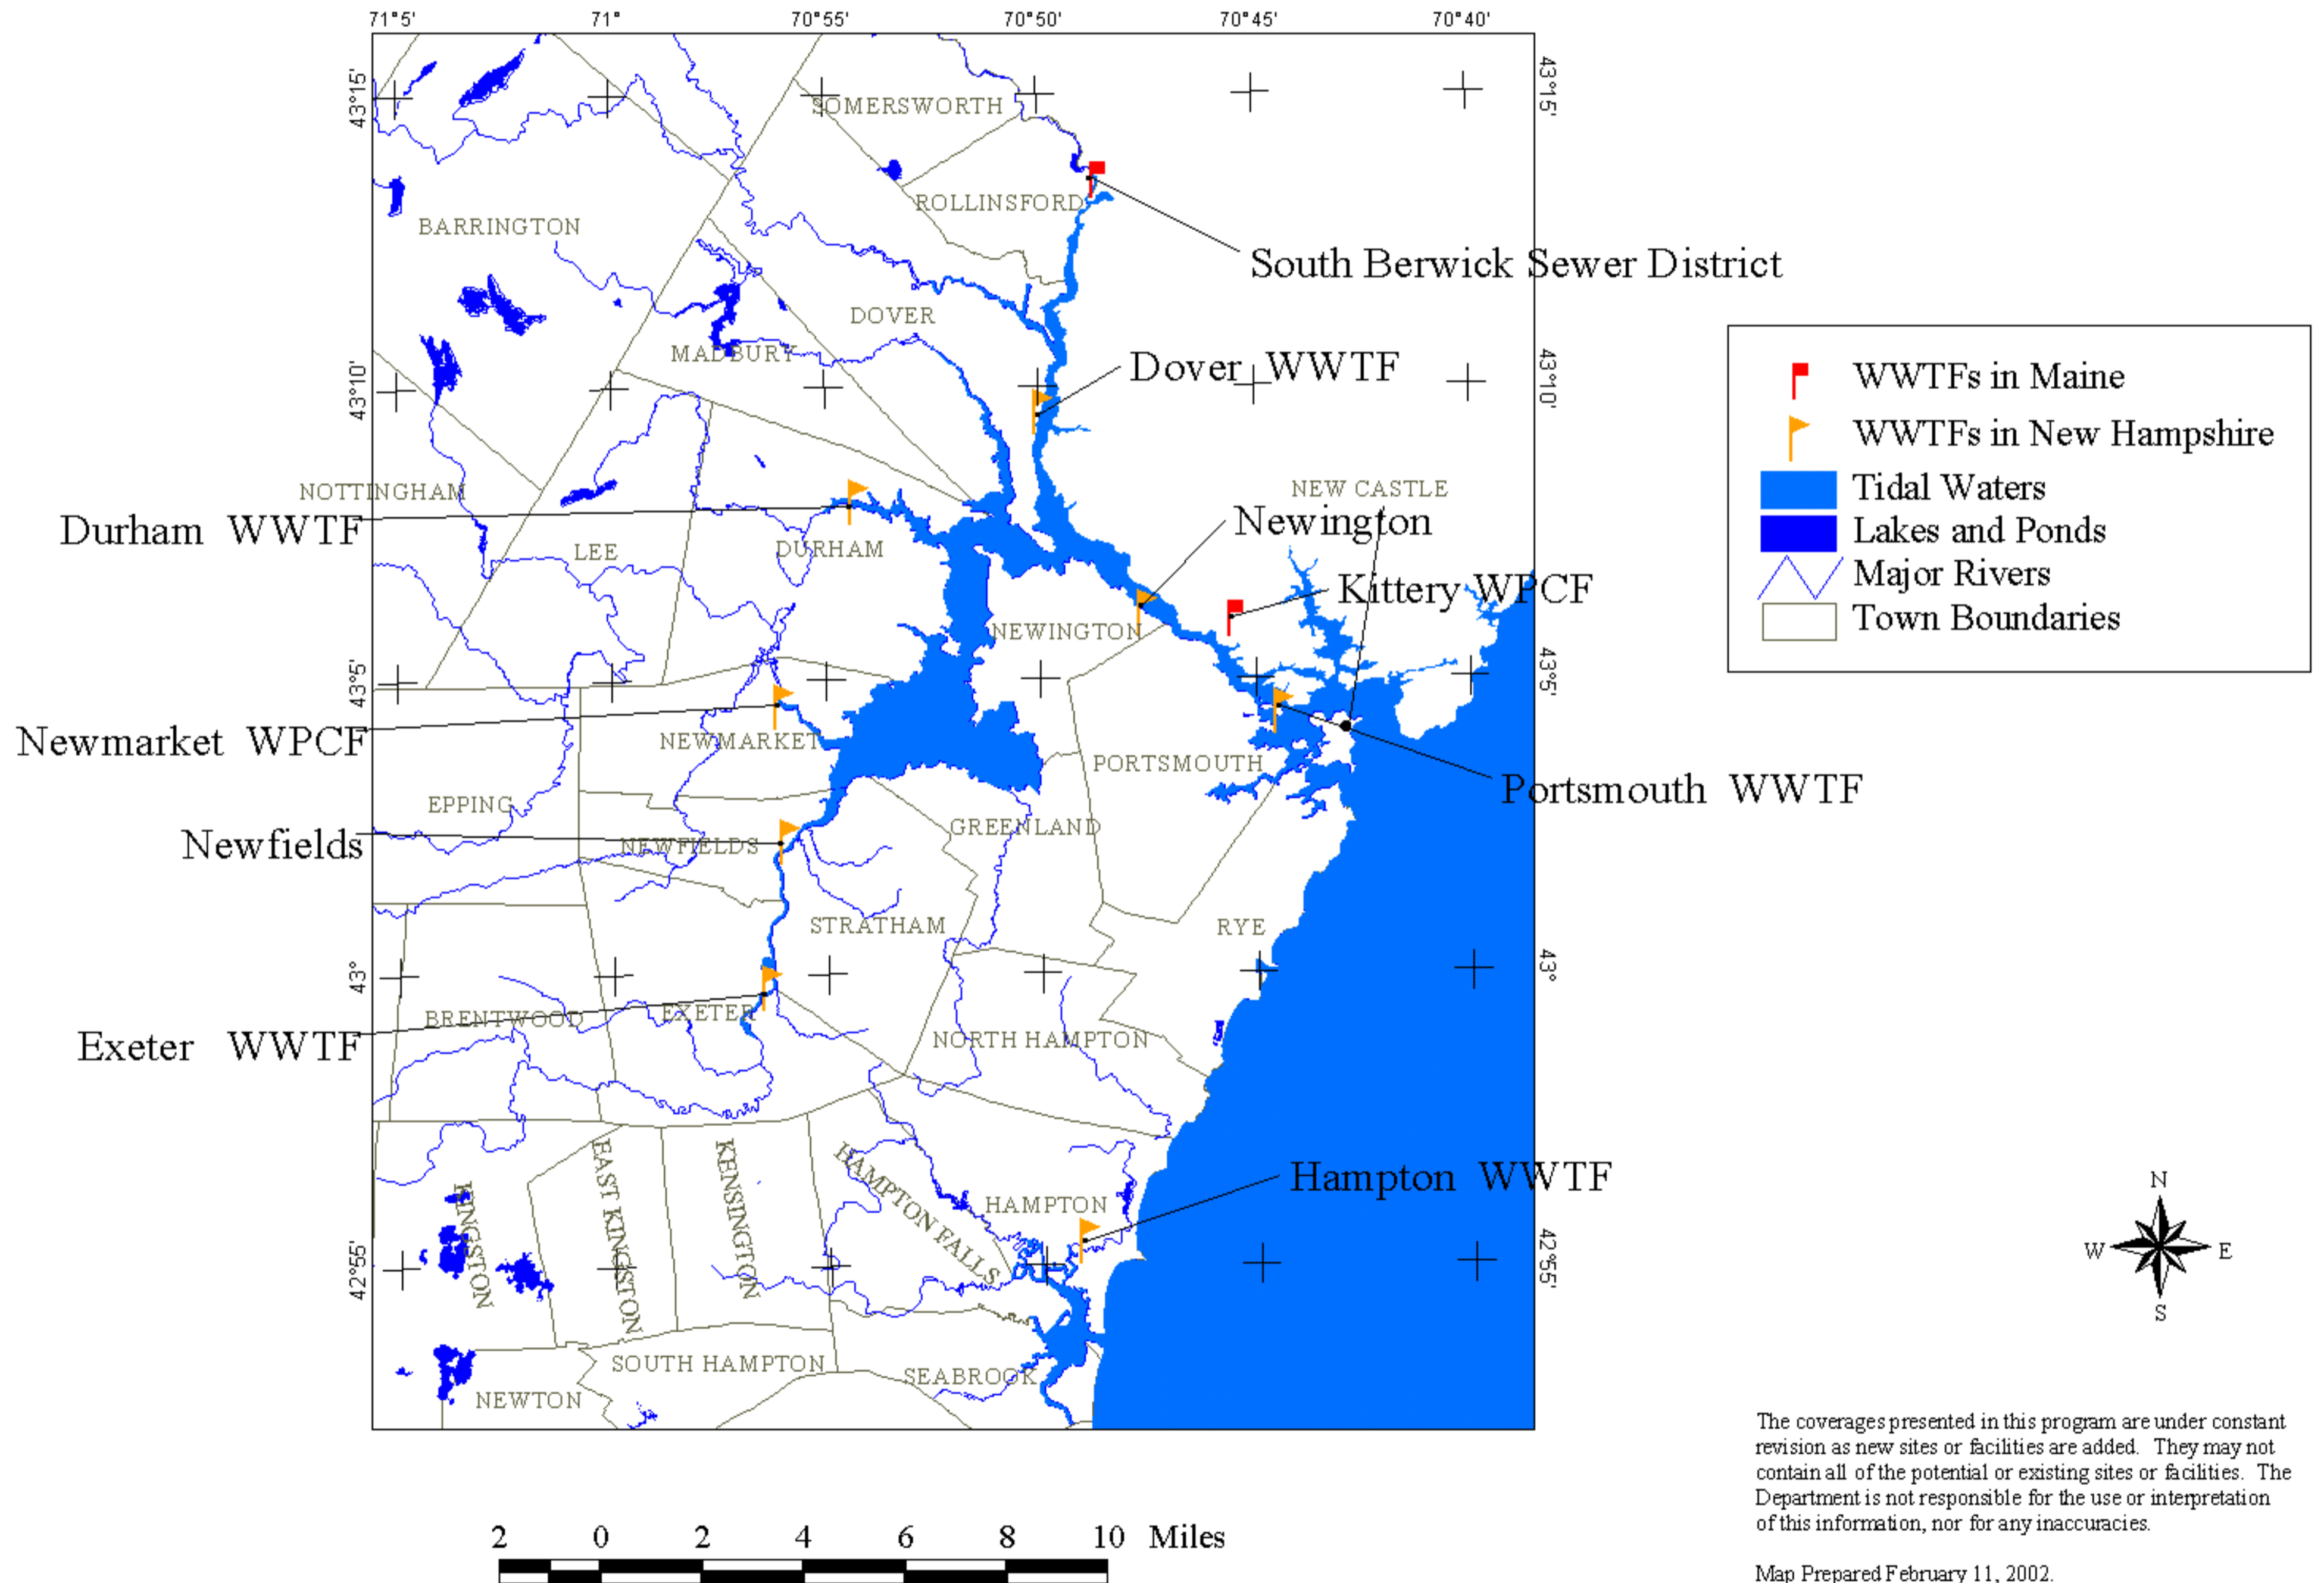 71°5' 71° 70°55' 70°50' 70°45' 70°40'
43°15' 43°15'
SOMERSWORTH
ROLLINSFORD
BARRINGTON
South Berwick Sewer District
DOVER
MADBURY
Dover WWTF
43°10' 43°10'
WWTFs in Maine
WWTFs in New Hampshire
Tidal Waters
Lakes and Ponds
Major Rivers
Town Boundaries
NOTTINGHAM
NEW CASTLE
Durham WWTF
Newington
LEE
DURHAM
Kittery WPCF
NEWINGTON
43°5' 43°5'
Newmarket WPCF
NEWMARKET
PORTSMOUTH
Portsmouth WWTF
EPPING
GREENLAND
Newfields
NEWFIELDS
STRATHAM
RYE
43° 43°
BRENTWOOD
EXETER
Exeter WWTF
NORTH HAMPTON
KINGSTON
EAST KINGSTON
KENSINGTON
HAMPTON FALLS
HAMPTON
Hampton WWTF
42°55' 42°55'
N
W E
S
SOUTH HAMPTON
SEABROOK
NEWTON
The coverages presented in this program are under constant
revision as new sites or facilities are added. They may not
contain all of the potential or existing sites or facilities. The
Department is not responsible for the use or interpretation
of this information, nor for any inaccuracies.
Map Prepared February 11, 2002.
2 0 2 4 6 8 10 Miles